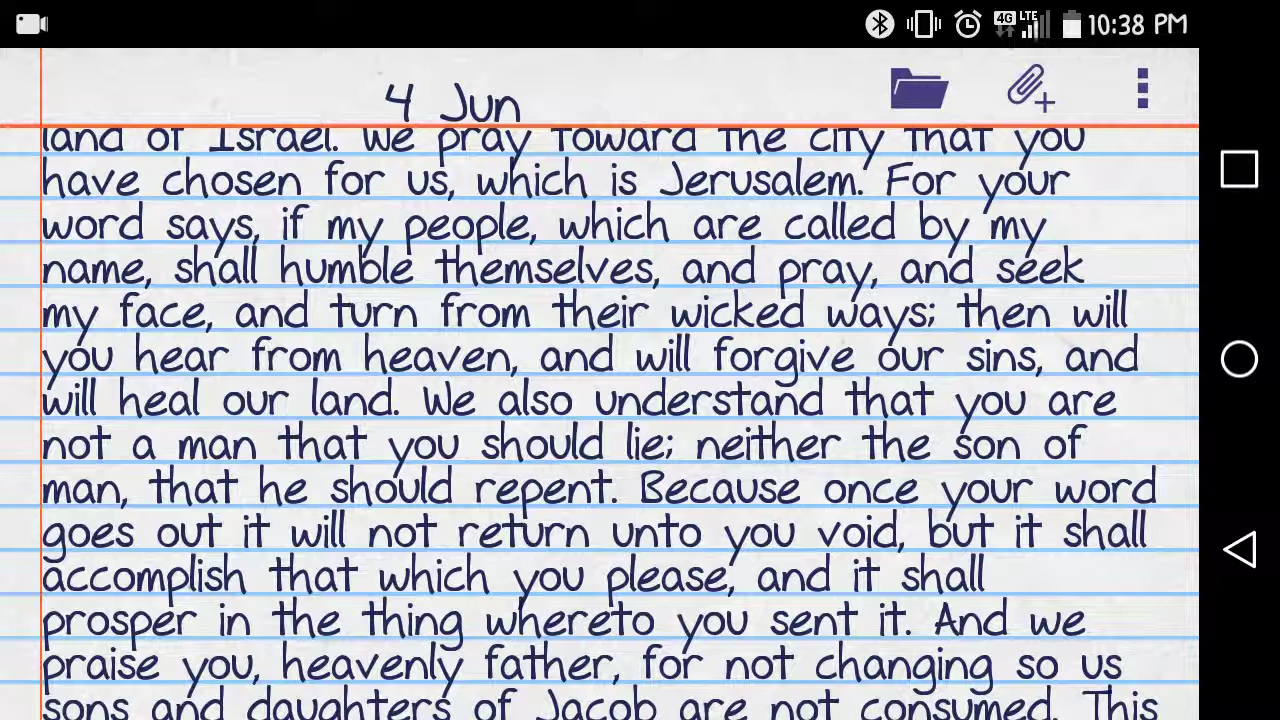 4G LTE 10:38 PM
4 Jun
land of Israel. We pray toward the city that you
have chosen for us, which is Jerusalem. For your
word says, if my people, which are called by my
name, shall humble themselves, and pray, and seek
my face, and turn from their wicked ways; then will
you hear from heaven, and will forgive our sins, and
will heal our land. We also understand that you are
not a man that you should lie; neither the son of
man, that he should repent. Because once your word
goes out it will not return unto you void, but it shall
accomplish that which you please, and it shall
prosper in the thing whereto you sent it. And we
praise you, heavenly father, for not changing so us
sons and daughters of Jacob are not consumed. This